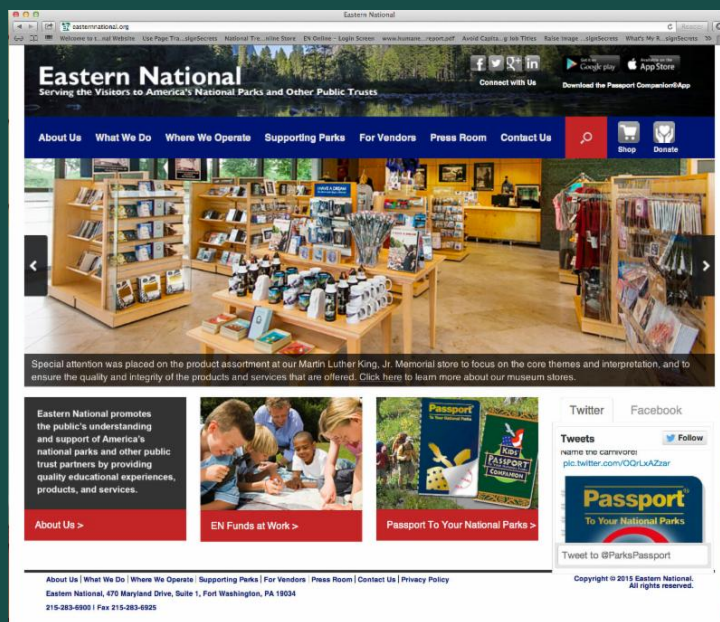 Eastern National
easternnational.org
Reader
Welcome to t...nal Website
Use Page Tra...signSecrets
National Tre...nline Store
EN Online - Login Screen
www.humane...report.pdf
Avoid Capita...g Job Titles
Raise Image ...signSecrets
What's My R...signSecrets
Eastern National
Serving the Visitors to America's National Parks and Other Public Trusts
Connect with Us
Google play
App Store
Download the Passport Companion®App
About Us
What We Do
Where We Operate
Supporting Parks
For Vendors
Press Room
Contact Us
Shop
Donate
I HAVE A DREAM
Special attention was placed on the product assortment at our Martin Luther King, Jr. Memorial store to focus on the core themes and interpretation, and to
ensure the quality and integrity of the products and services that are offered. Click here to learn more about our museum stores.
Eastern National promotes
the public's understanding
and support of America's
national parks and other public
trust partners by providing
quality educational experiences,
products, and services.
About Us >
EN Funds at Work >
Passport
To Your National Parks
KIDS
PASSPORT
COMPANION
Passport To Your National Parks >
Twitter
Facebook
Tweets
Follow
Name the carnivore!
pic.twitter.com/OQrLxAZzar
Passport®
To Your National Parks
Tweet to @ParksPassport
About Us | What We Do | Where We Operate | Supporting Parks | For Vendors | Press Room | Contact Us | Privacy Policy
Eastern National, 470 Maryland Drive, Suite 1, Fort Washington, PA 19034
215-283-6900 | Fax 215-283-6925
Copyright © 2015 Eastern National.
All rights reserved.